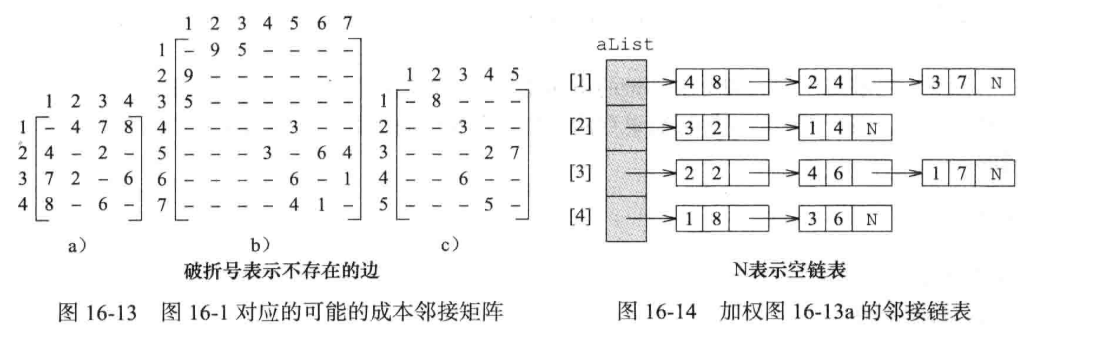 1 2 3 4
1 – 4 7 8
2 4 – 2 –
3 7 2 – 6
4 8 – 6 –
a）
1 2 3 4 5 6 7
1 – 9 5 – – – –
2 9 – – – – – –
3 5 – – – – – –
4 – – – – 3 – –
5 – – – 3 – 6 4
6 – – – – 6 – 1
7 – – – – 4 1 –
b）
1 2 3 4 5
1 – 8 – – –
2 – – 3 – –
3 – – – 2 7
4 – – 6 – –
5 – – – 5 –
c）
破折号表示不存在的边
图 16-13 图 16-1 对应的可能的成本邻接矩阵
aList
[1] 4 8 2 4 3 7 N
[2] 3 2 1 4 N
[3] 2 2 4 6 1 7 N
[4] 1 8 3 6 N
N表示空链表
图 16-14 加权图 16-13a 的邻接链表